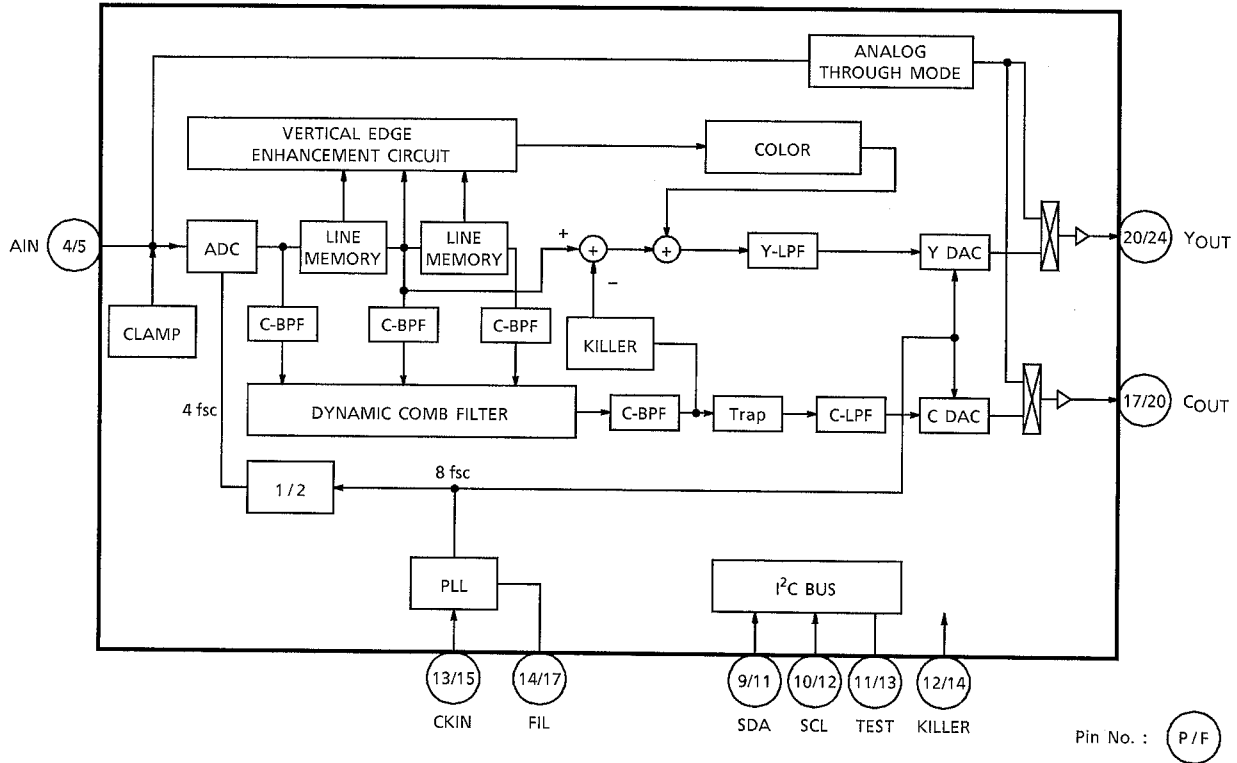 ANALOG
THROUGH MODE
VERTICAL EDGE
ENHANCEMENT CIRCUIT
COLOR
AIN
4/5
ADC
LINE
MEMORY
LINE
MEMORY
+
+
+
Y-LPF
Y DAC
20/24
YOUT
−
CLAMP
C-BPF
C-BPF
C-BPF
KILLER
4 fsc
DYNAMIC COMB FILTER
C-BPF
Trap
C-LPF
C DAC
17/20
COUT
8 fsc
1/2
PLL
I²C BUS
13/15
14/17
9/11
10/12
11/13
12/14
CKIN
FIL
SDA
SCL
TEST
KILLER
Pin No. :
P/F